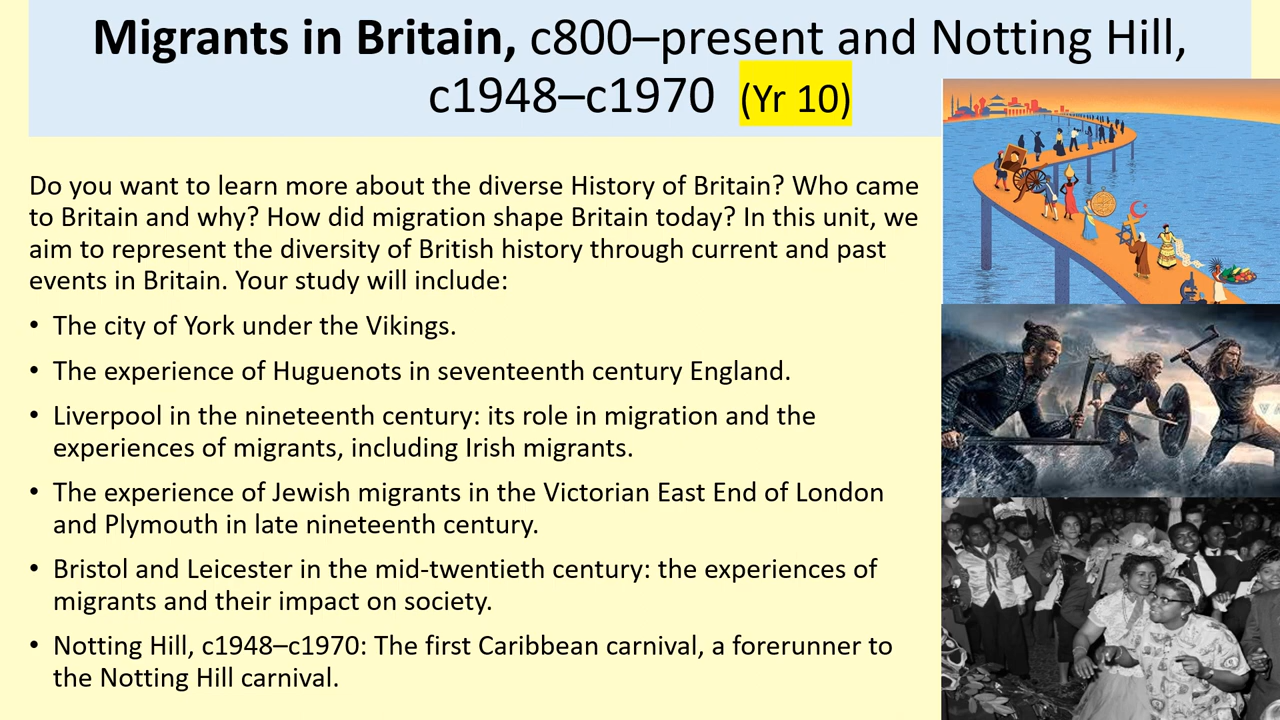 Migrants in Britain, c800–present and Notting Hill,
c1948–c1970 (Yr 10)
Do you want to learn more about the diverse History of Britain? Who came
to Britain and why? How did migration shape Britain today? In this unit, we
aim to represent the diversity of British history through current and past
events in Britain. Your study will include:
• The city of York under the Vikings.
• The experience of Huguenots in seventeenth century England.
• Liverpool in the nineteenth century: its role in migration and the
experiences of migrants, including Irish migrants.
• The experience of Jewish migrants in the Victorian East End of London
and Plymouth in late nineteenth century.
• Bristol and Leicester in the mid-twentieth century: the experiences of
migrants and their impact on society.
• Notting Hill, c1948–c1970: The first Caribbean carnival, a forerunner to
the Notting Hill carnival.